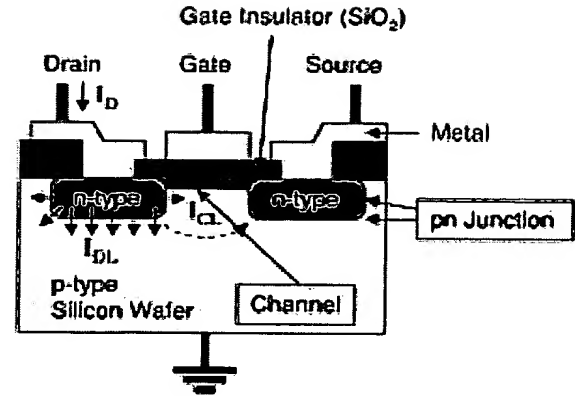 Gate Insulator (SiO₂)
Drain
Gate
Source
I_D
Metal
n-type
I_CL
n-type
pn Junction
I_DL
p-type
Silicon Wafer
Channel